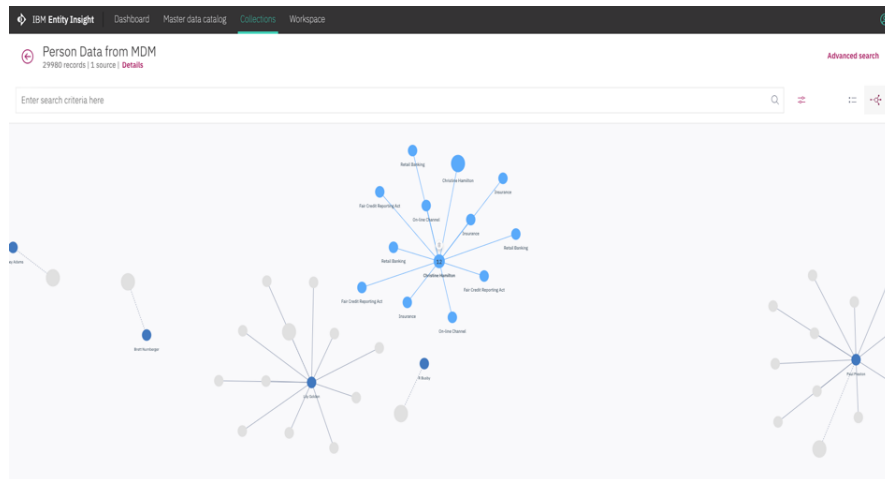 IBM Entity Insight Dashboard Master data catalog Collections Workspace
Person Data from MDM
29980 records | 1 source | Details
Advanced search
Enter search criteria here
Retail Banking
Christine Hamilton
Insurance
Fair Credit Reporting Act
On-line Channel
Insurance
Retail Banking
Retail Banking
12
Christine Hamilton
Fair Credit Reporting Act
Fair Credit Reporting Act
Insurance
On-line Channel